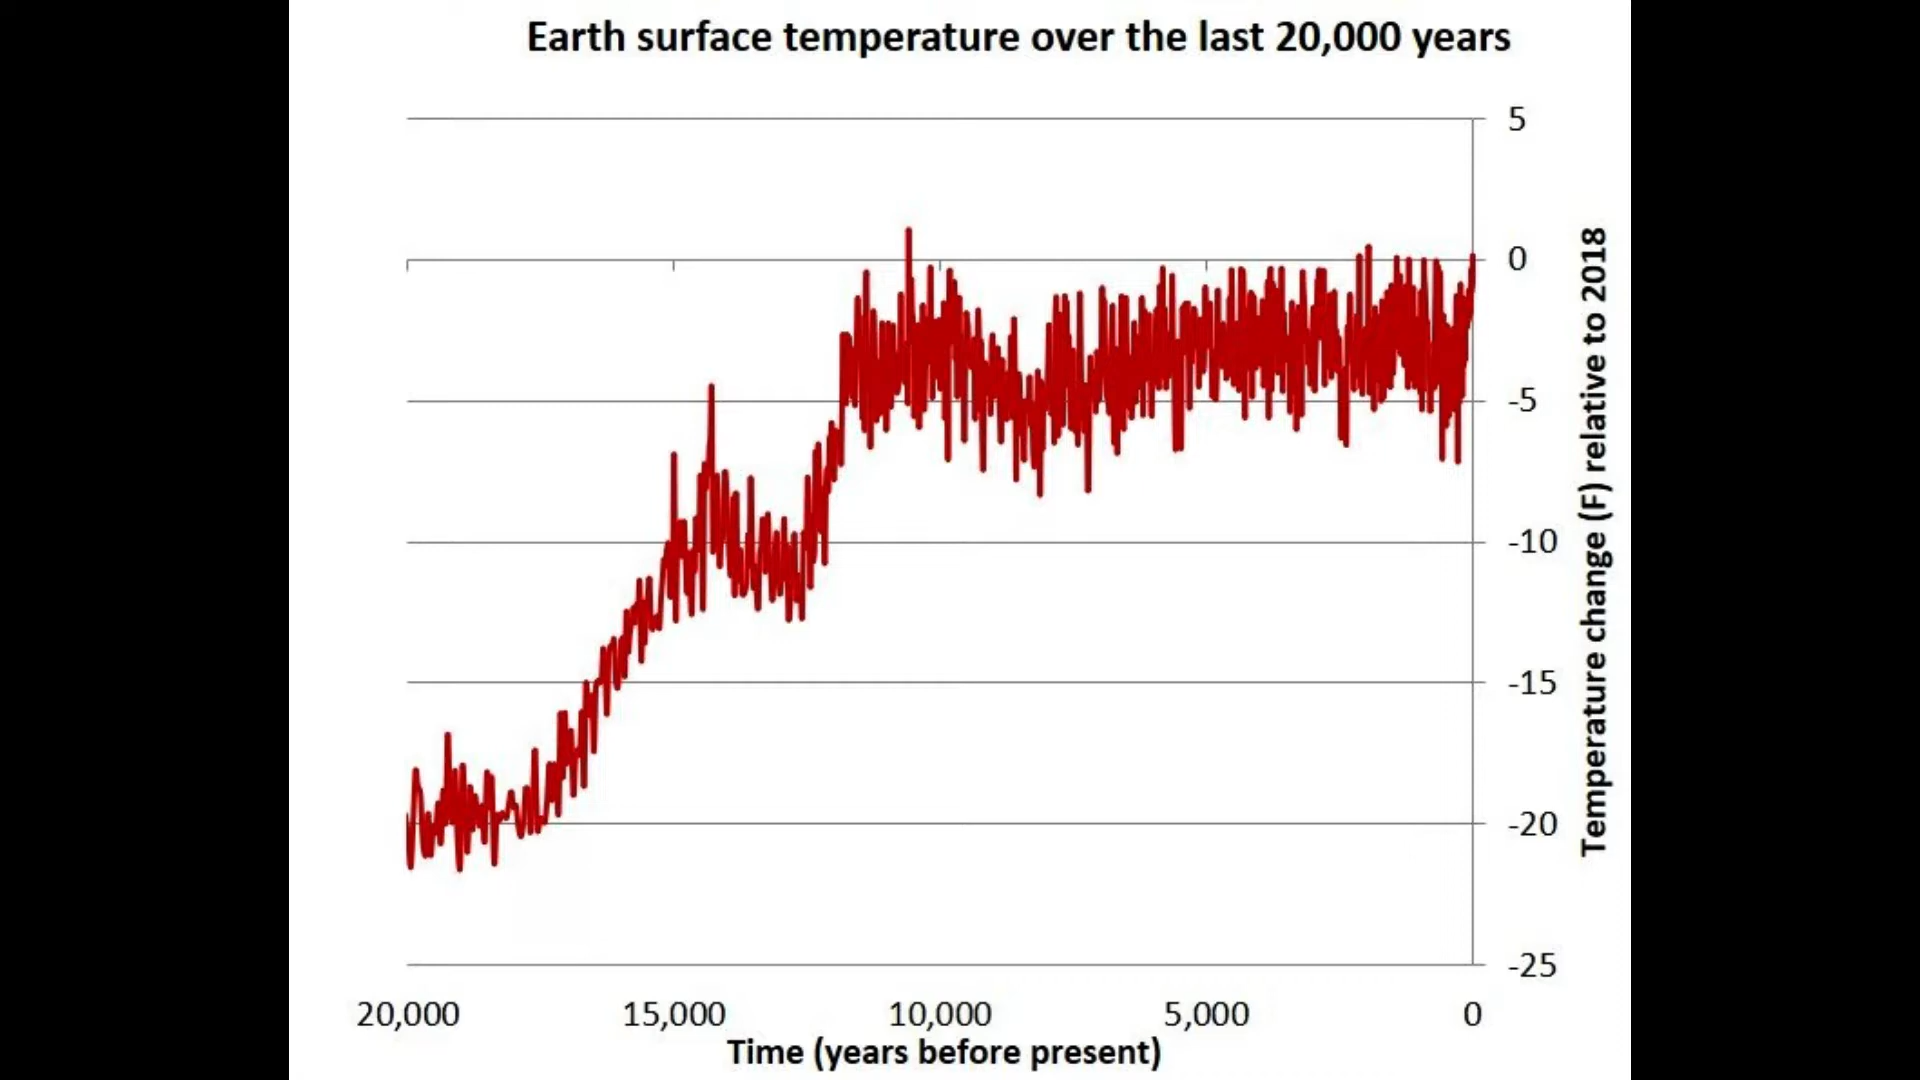 Earth surface temperature over the last 20,000 years
5
0
-5
-10
-15
-20
-25
Temperature change (F) relative to 2018
20,000 15,000 10,000 5,000 0
Time (years before present)